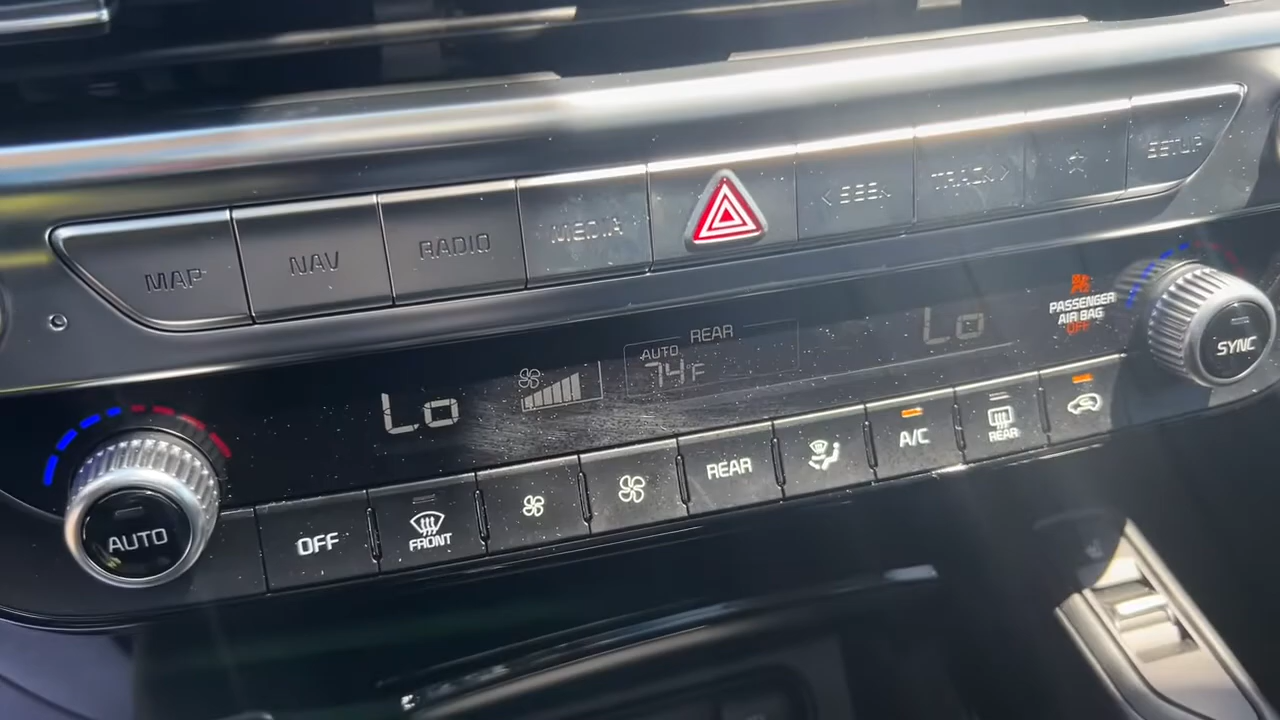 MAP
NAV
RADIO
MEDIA
< SEEK
TRACK >
SETUP
Lo
REAR
AUTO
74°F
Lo
PASSENGER
AIR BAG
OFF
SYNC
AUTO
OFF
FRONT
REAR
A/C
REAR